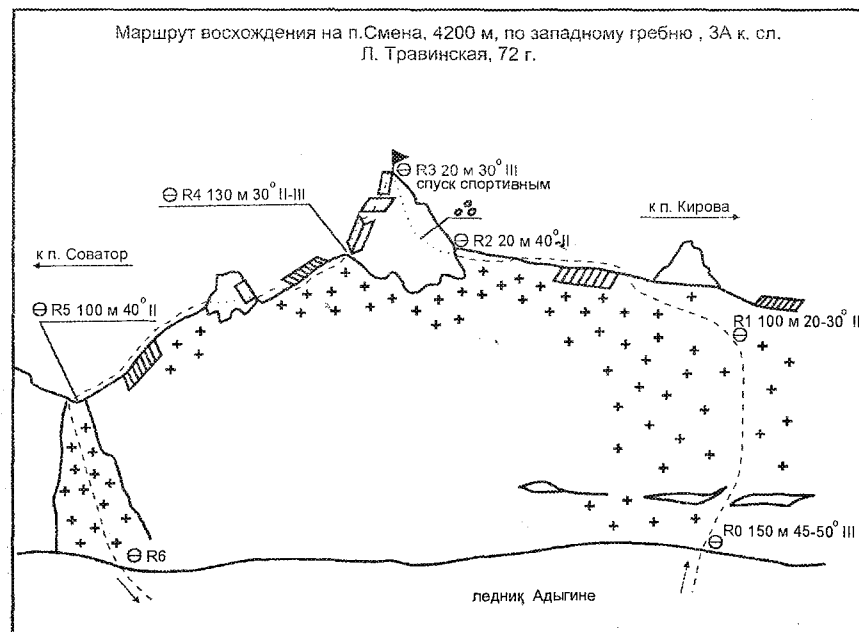 Маршрут восхождения на п.Смена, 4200 м, по западному гребню , 3А к. сл.
Л. Травинская, 72 г.
R3 20 м 30° III
спуск спортивным
R4 130 м 30° II-III
к п. Кирова
R2 20 м 40° II
к п. Соватор
R5 100 м 40° II
R1 100 м 20-30° II
R0 150 м 45-50° III
R6
ледник Адыгине